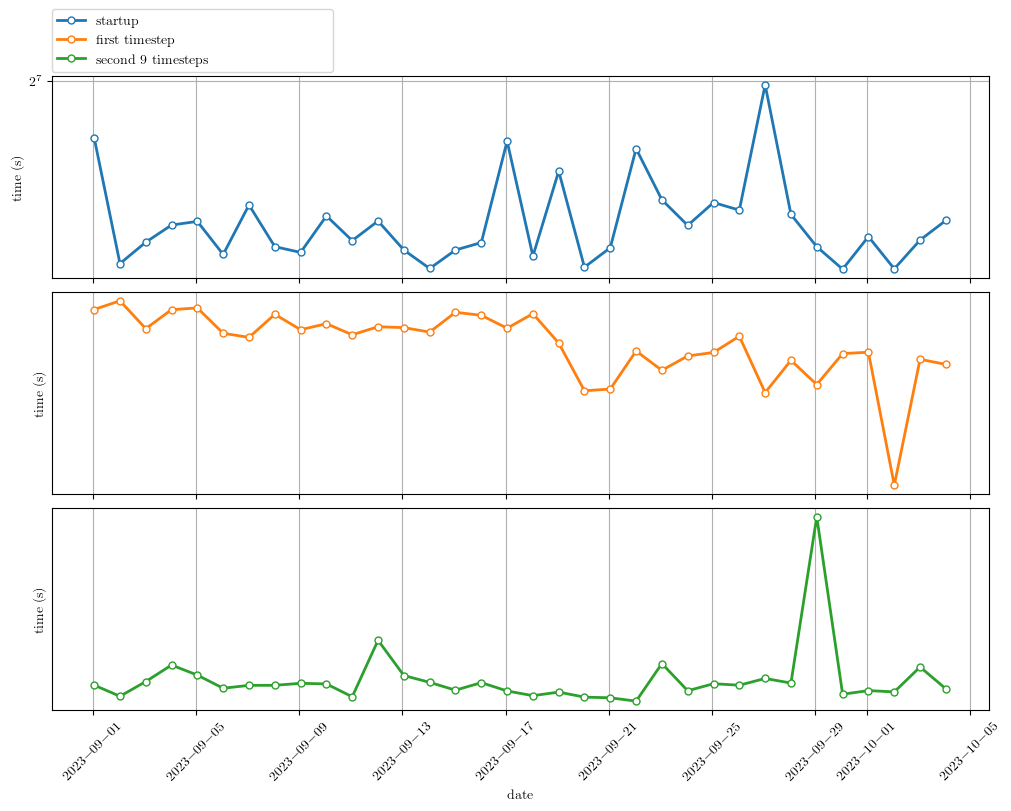 startup
first timestep
second 9 timesteps
2⁷
time (s)
time (s)
time (s)
2023−09−01
2023−09−05
2023−09−09
2023−09−13
2023−09−17
2023−09−21
2023−09−25
2023−09−29
2023−10−01
2023−10−05
date